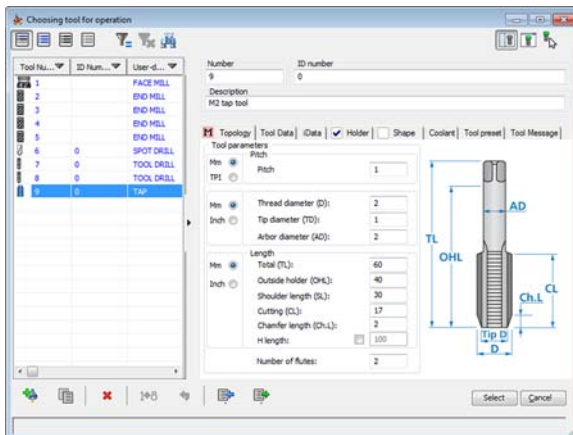 Choosing tool for operation
Number
ID number
9
0
Description
M2 tap tool
Tool Nu...
ID Num...
User-d...
1 FACE MILL
2 END MILL
3 END MILL
4 END MILL
5 END MILL
6 0 SPOT DRILL
7 0 TOOL DRILL
8 0 TOOL DRILL
9 0 TAP
M Topology Tool Data iData Holder Shape Coolant Tool preset Tool Message
Tool parameters
Pitch
Mm
TPI
Pitch 1
Mm
Inch
Thread diameter (D): 2
Tip diameter (TD): 1
Arbor diameter (AD): 2
Length
Mm
Inch
Total (TL): 60
Outside holder (OHL): 40
Shoulder length (SL): 30
Cutting (CL): 17
Chamfer length (Ch.L): 2
H length: 100
Number of flutes: 2
AD
TL
OHL
CL
Ch.L
Tip D
D
Select
Cancel